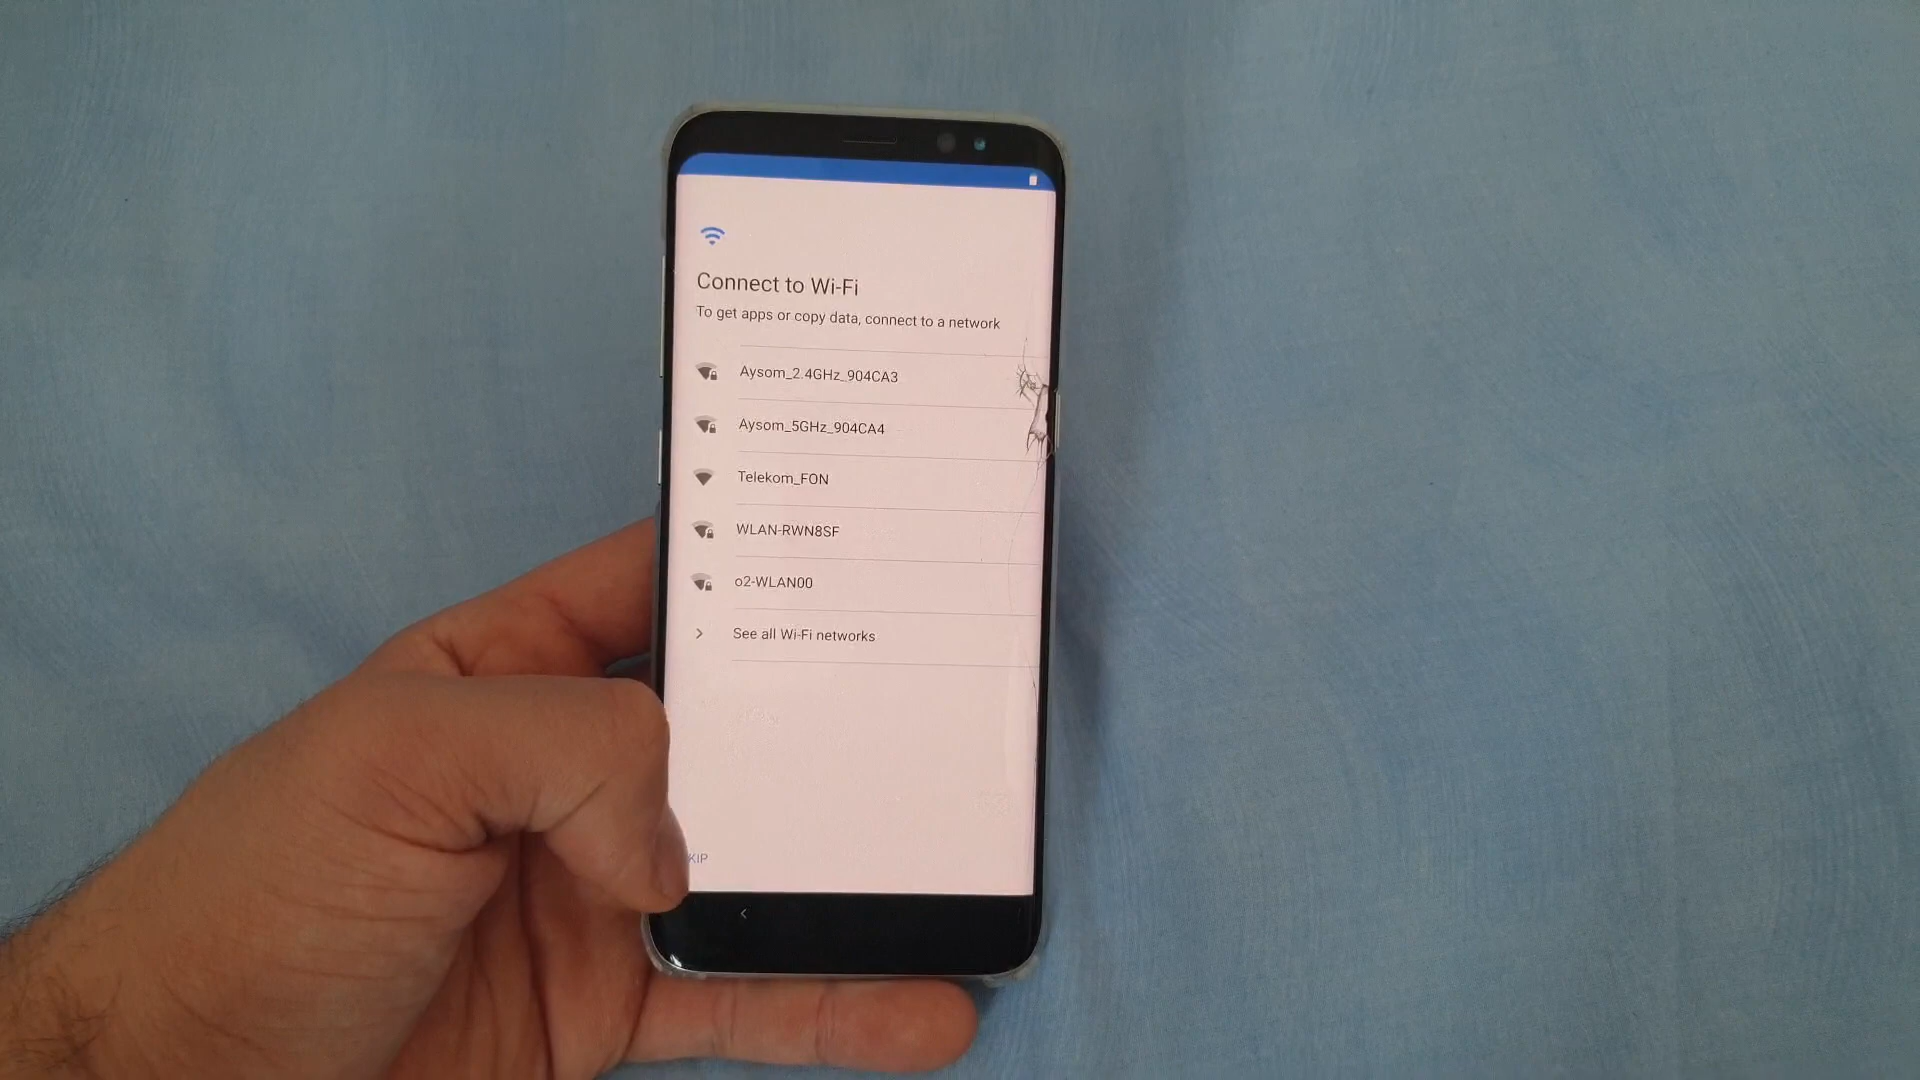 Connect to Wi-Fi
To get apps or copy data, connect to a network
Aysom_2.4GHz_904CA3
Aysom_5GHz_904CA4
Telekom_FON
WLAN-RWN8SF
o2-WLAN00
See all Wi-Fi networks
KIP